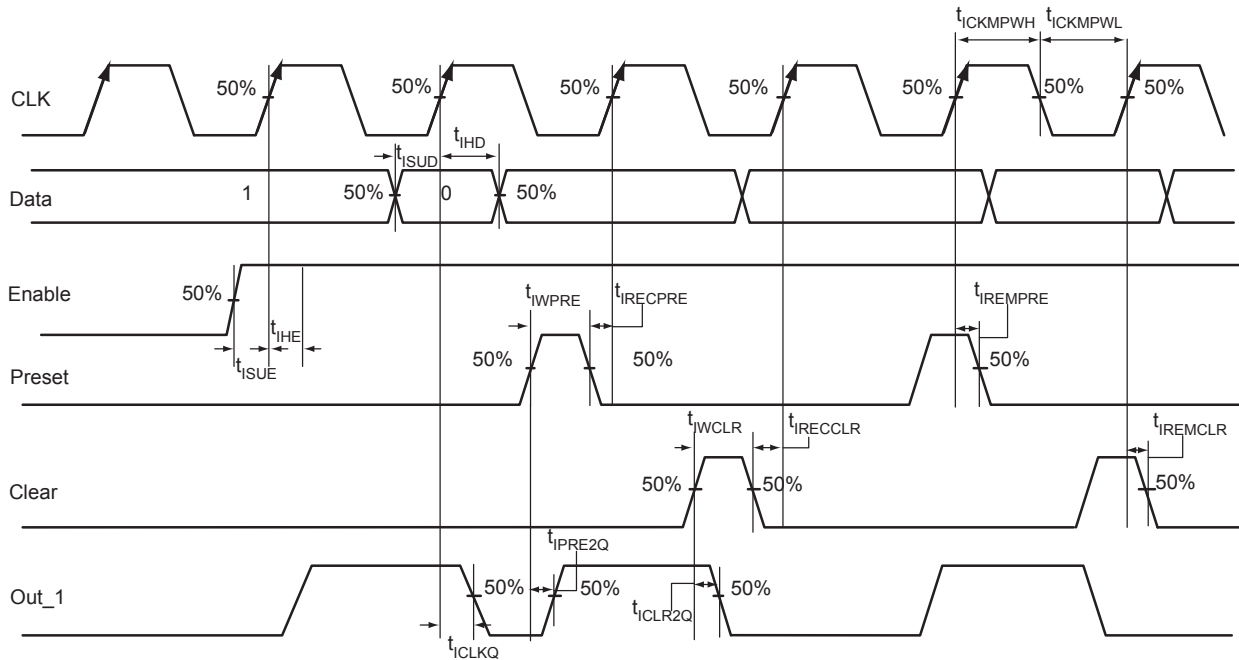 tICKMPWH tICKMPWL
CLK 50% 50% 50% 50% 50% 50% 50%
tISUD tIHD
Data 1 50% 0 50%
Enable 50%
tIHE tISUE
tIWPRE tIRECPRE tIREMPRE
Preset 50% 50% 50%
tIWCLR tIRECCLR tIREMCLR
Clear 50% 50% 50%
tIPRE2Q
Out_1 50% 50% 50%
tICLR2Q
tICLKQ